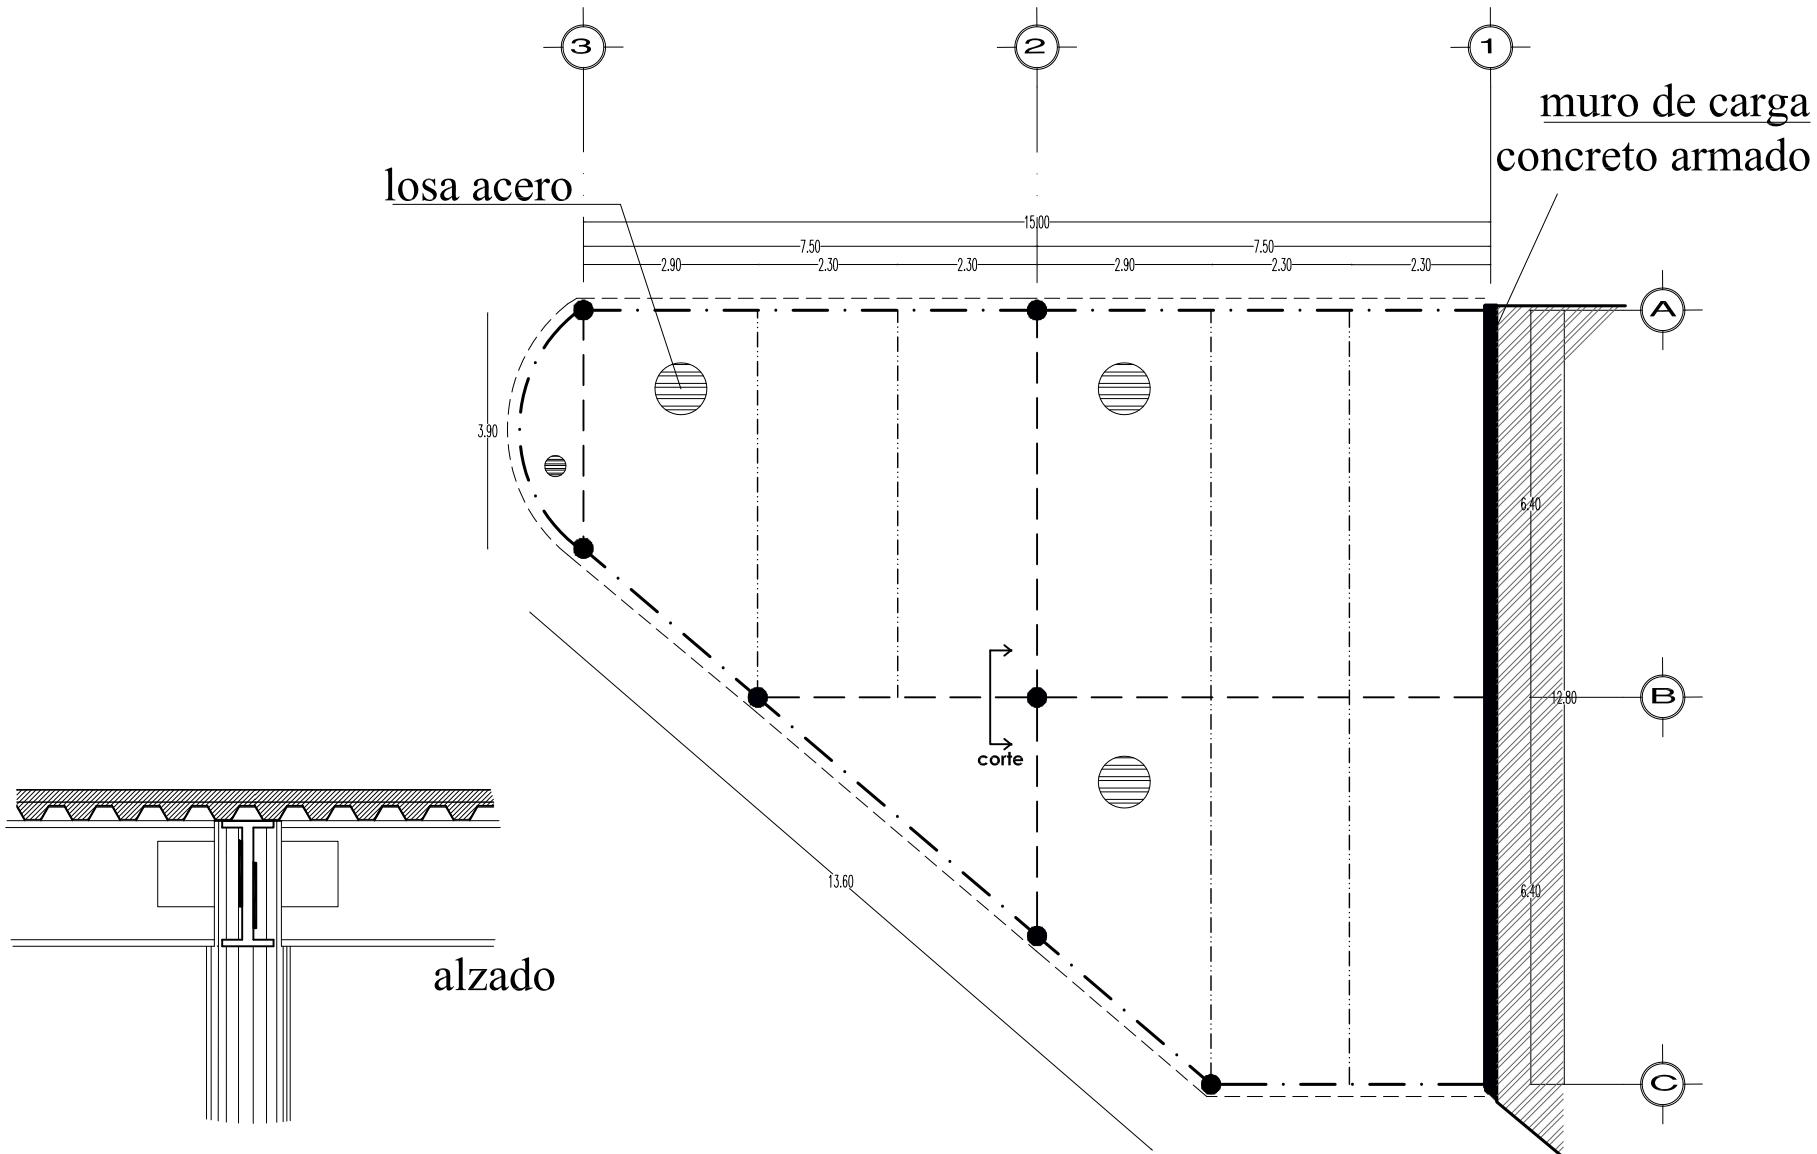 3
2
1
muro de carga
concreto armado
losa acero
15.00
7.50
7.50
2.90
2.30
2.30
2.90
2.30
2.30
A
3.90
6.40
B
12.80
corte
13.60
6.40
alzado
C